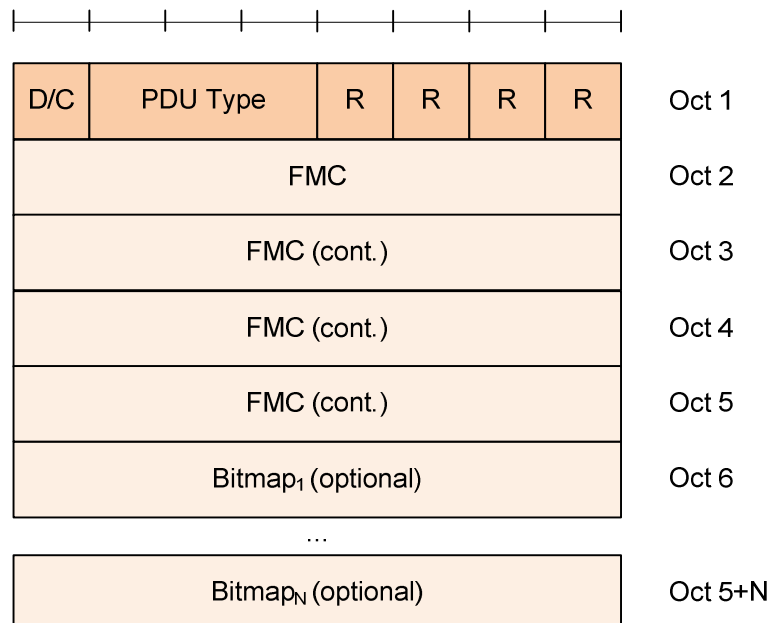 D/C PDU Type R R R R Oct 1
FMC Oct 2
FMC (cont.) Oct 3
FMC (cont.) Oct 4
FMC (cont.) Oct 5
Bitmap₁ (optional) Oct 6
...
Bitmap_N (optional) Oct 5+N